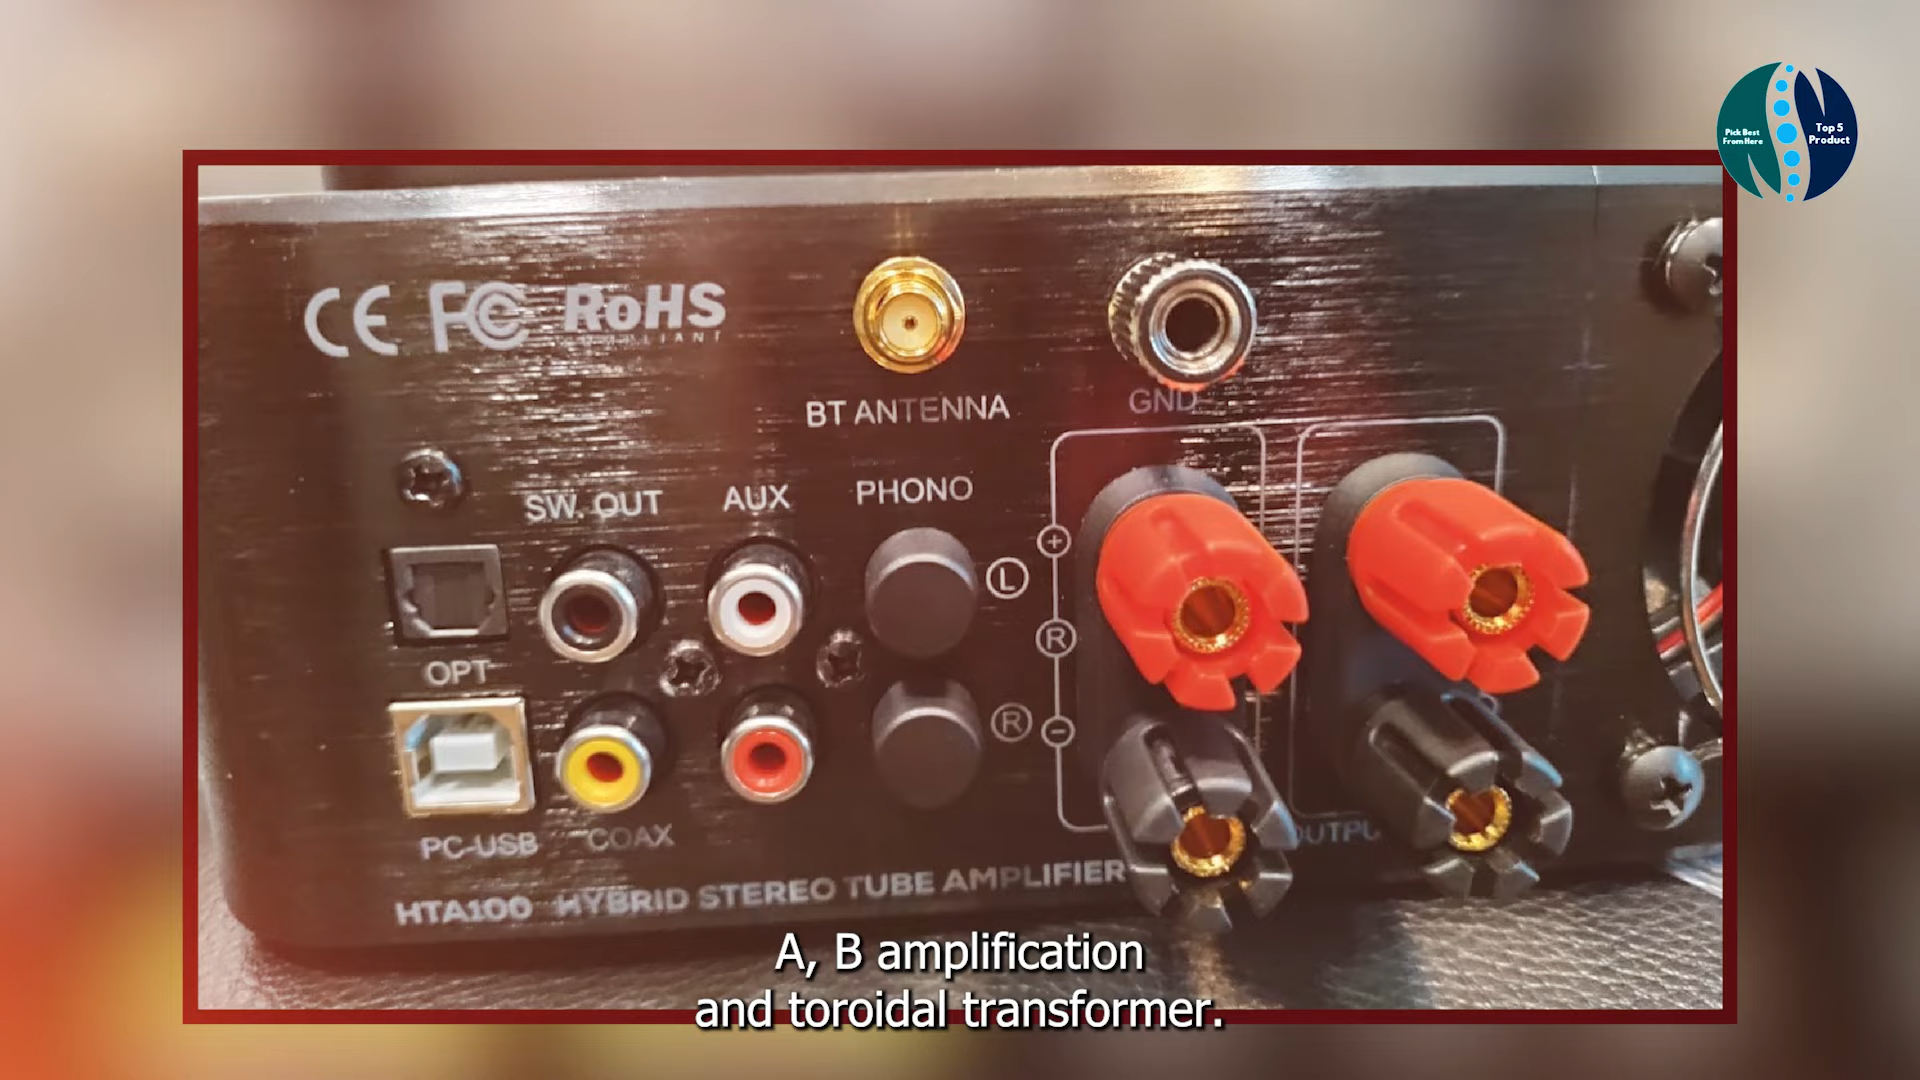 Pick Best
From Here
Top 5
Product
CE FC RoHS
COMPLIANT
BT ANTENNA
GND
SW. OUT
AUX
PHONO
+
L
R
OPT
R
-
PC-USB
COAX
HTA100 HYBRID STEREO TUBE AMPLIFIER
A, B amplification
and toroidal transformer.